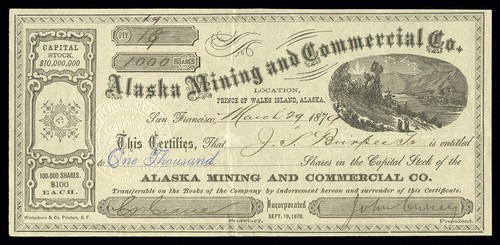 19
No. 19
CAPITAL STOCK, $10,000,000
1000 SHARES
Alaska Mining and Commercial Co.
LOCATION,
PRINCE OF WALES ISLAND, ALASKA.
San Francisco, March 29 1879
This Certifies, That J. S. is entitled
to One Thousand Shares in the Capital Stock of the
ALASKA MINING AND COMMERCIAL CO.
100,000 SHARES. $100 EACH.
Transferable on the Books of the Company by indorsement hereon and surrender of this Certificate.
Incorporated
SEPT. 19, 1878.
Secretary.
President.
Winterburn & Co. Printers, S. F.